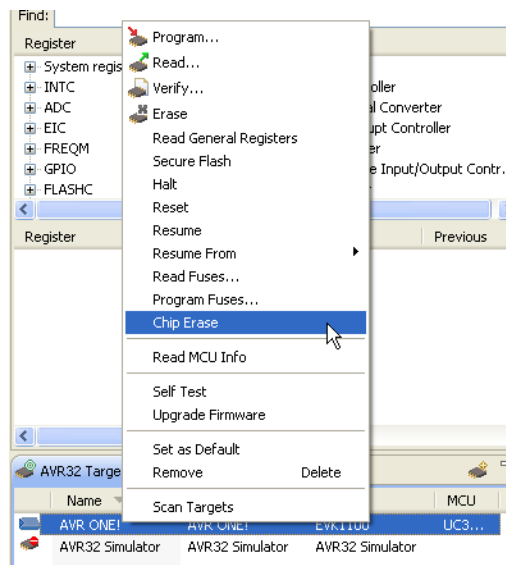 Find:
Register
System regis
INTC
ADC
EIC
FREQM
GPIO
FLASHC
oller
al Converter
upt Controller
er
e Input/Output Contr.
Program...
Read...
Verify...
Erase
Read General Registers
Secure Flash
Halt
Reset
Resume
Resume From
Read Fuses...
Program Fuses...
Chip Erase
Read MCU Info
Self Test
Upgrade Firmware
Set as Default
Remove Delete
Scan Targets
Register Previous
AVR32 Targe
Name MCU
AVR ONE! AVR ONE! EVK1100 UC3...
AVR32 Simulator AVR32 Simulator AVR32 Simulator